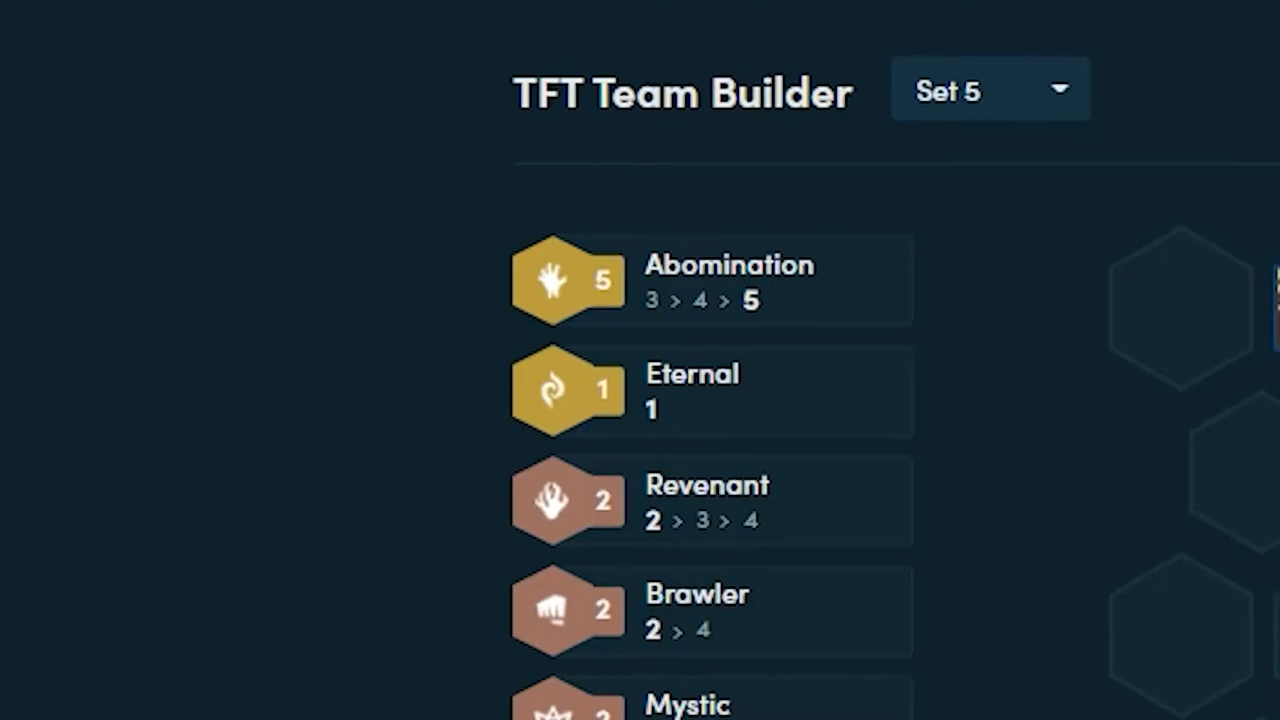 TFT Team Builder
Set 5
5
Abomination
3 > 4 > 5
1
Eternal
1
2
Revenant
2 > 3 > 4
2
Brawler
2 > 4
Mystic